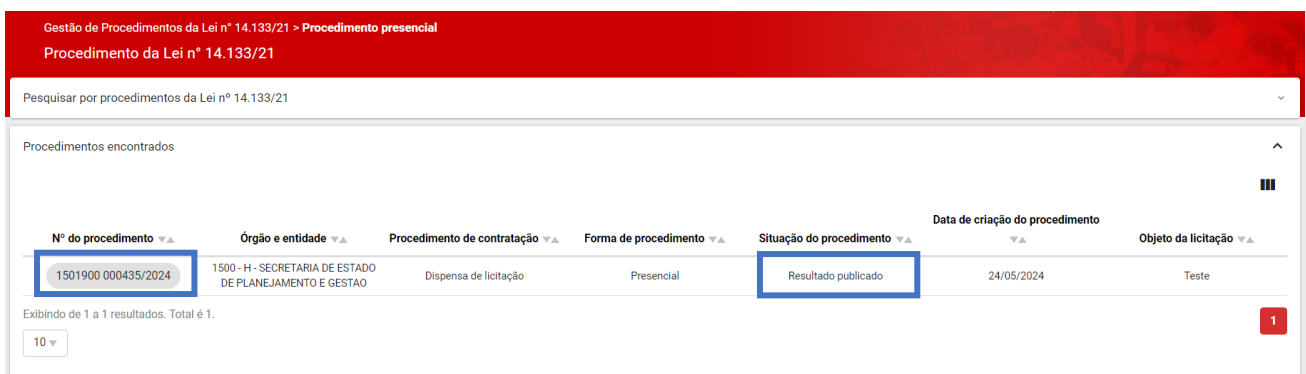 Gestão de Procedimentos da Lei n° 14.133/21 > Procedimento presencial
Procedimento da Lei n° 14.133/21
Pesquisar por procedimentos da Lei nº 14.133/21
Procedimentos encontrados
Nº do procedimento Órgão e entidade Procedimento de contratação Forma de procedimento Situação do procedimento Data de criação do procedimento Objeto da licitação
1501900 000435/2024 1500 - H - SECRETARIA DE ESTADO DE PLANEJAMENTO E GESTAO Dispensa de licitação Presencial Resultado publicado 24/05/2024 Teste
Exibindo de 1 a 1 resultados. Total é 1.
1
10